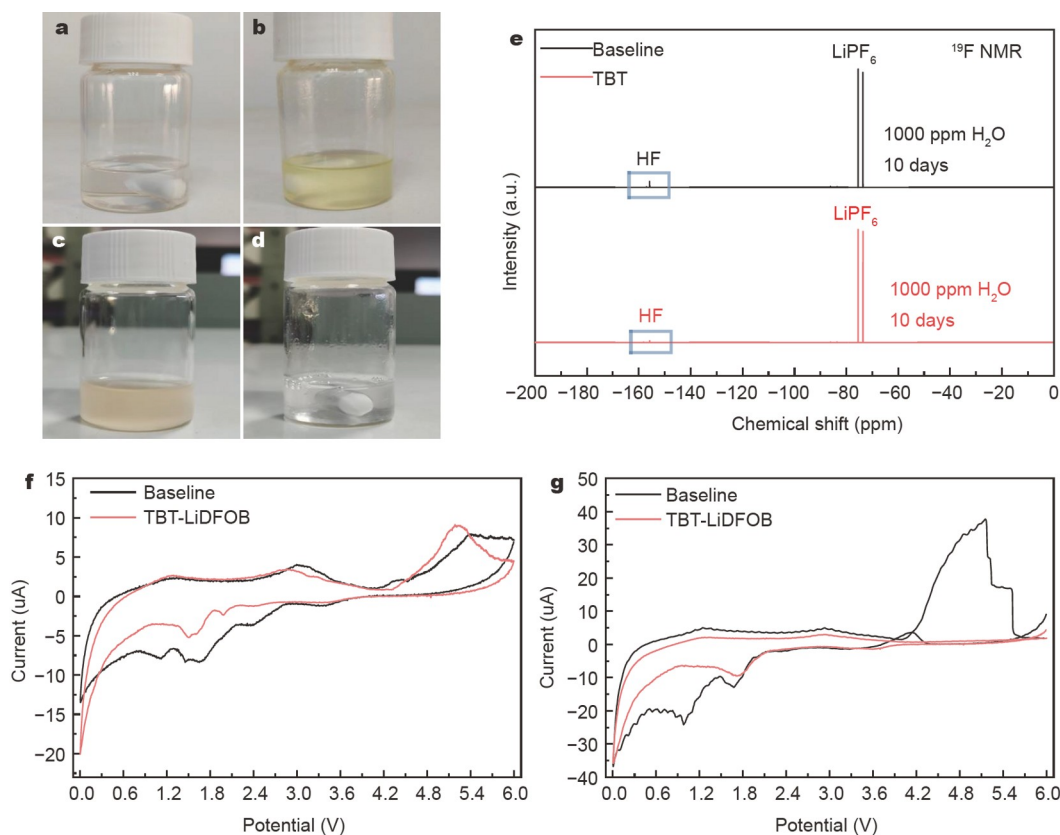 a
b
c
d
e
Baseline
TBT
LiPF₆
¹⁹F NMR
1000 ppm H₂O
10 days
HF
LiPF₆
1000 ppm H₂O
10 days
HF
Intensity (a.u.)
−200 −180 −160 −140 −120 −100 −80 −60 −40 −20 0
Chemical shift (ppm)
f
Baseline
TBT-LiDFOB
15
10
5
0
−5
−10
−15
−20
Current (uA)
0.0 0.6 1.2 1.8 2.4 3.0 3.6 4.2 4.8 5.4 6.0
Potential (V)
g
Baseline
TBT-LiDFOB
50
40
30
20
10
0
−10
−20
−30
−40
Current (uA)
0.0 0.6 1.2 1.8 2.4 3.0 3.6 4.2 4.8 5.4 6.0
Potential (V)